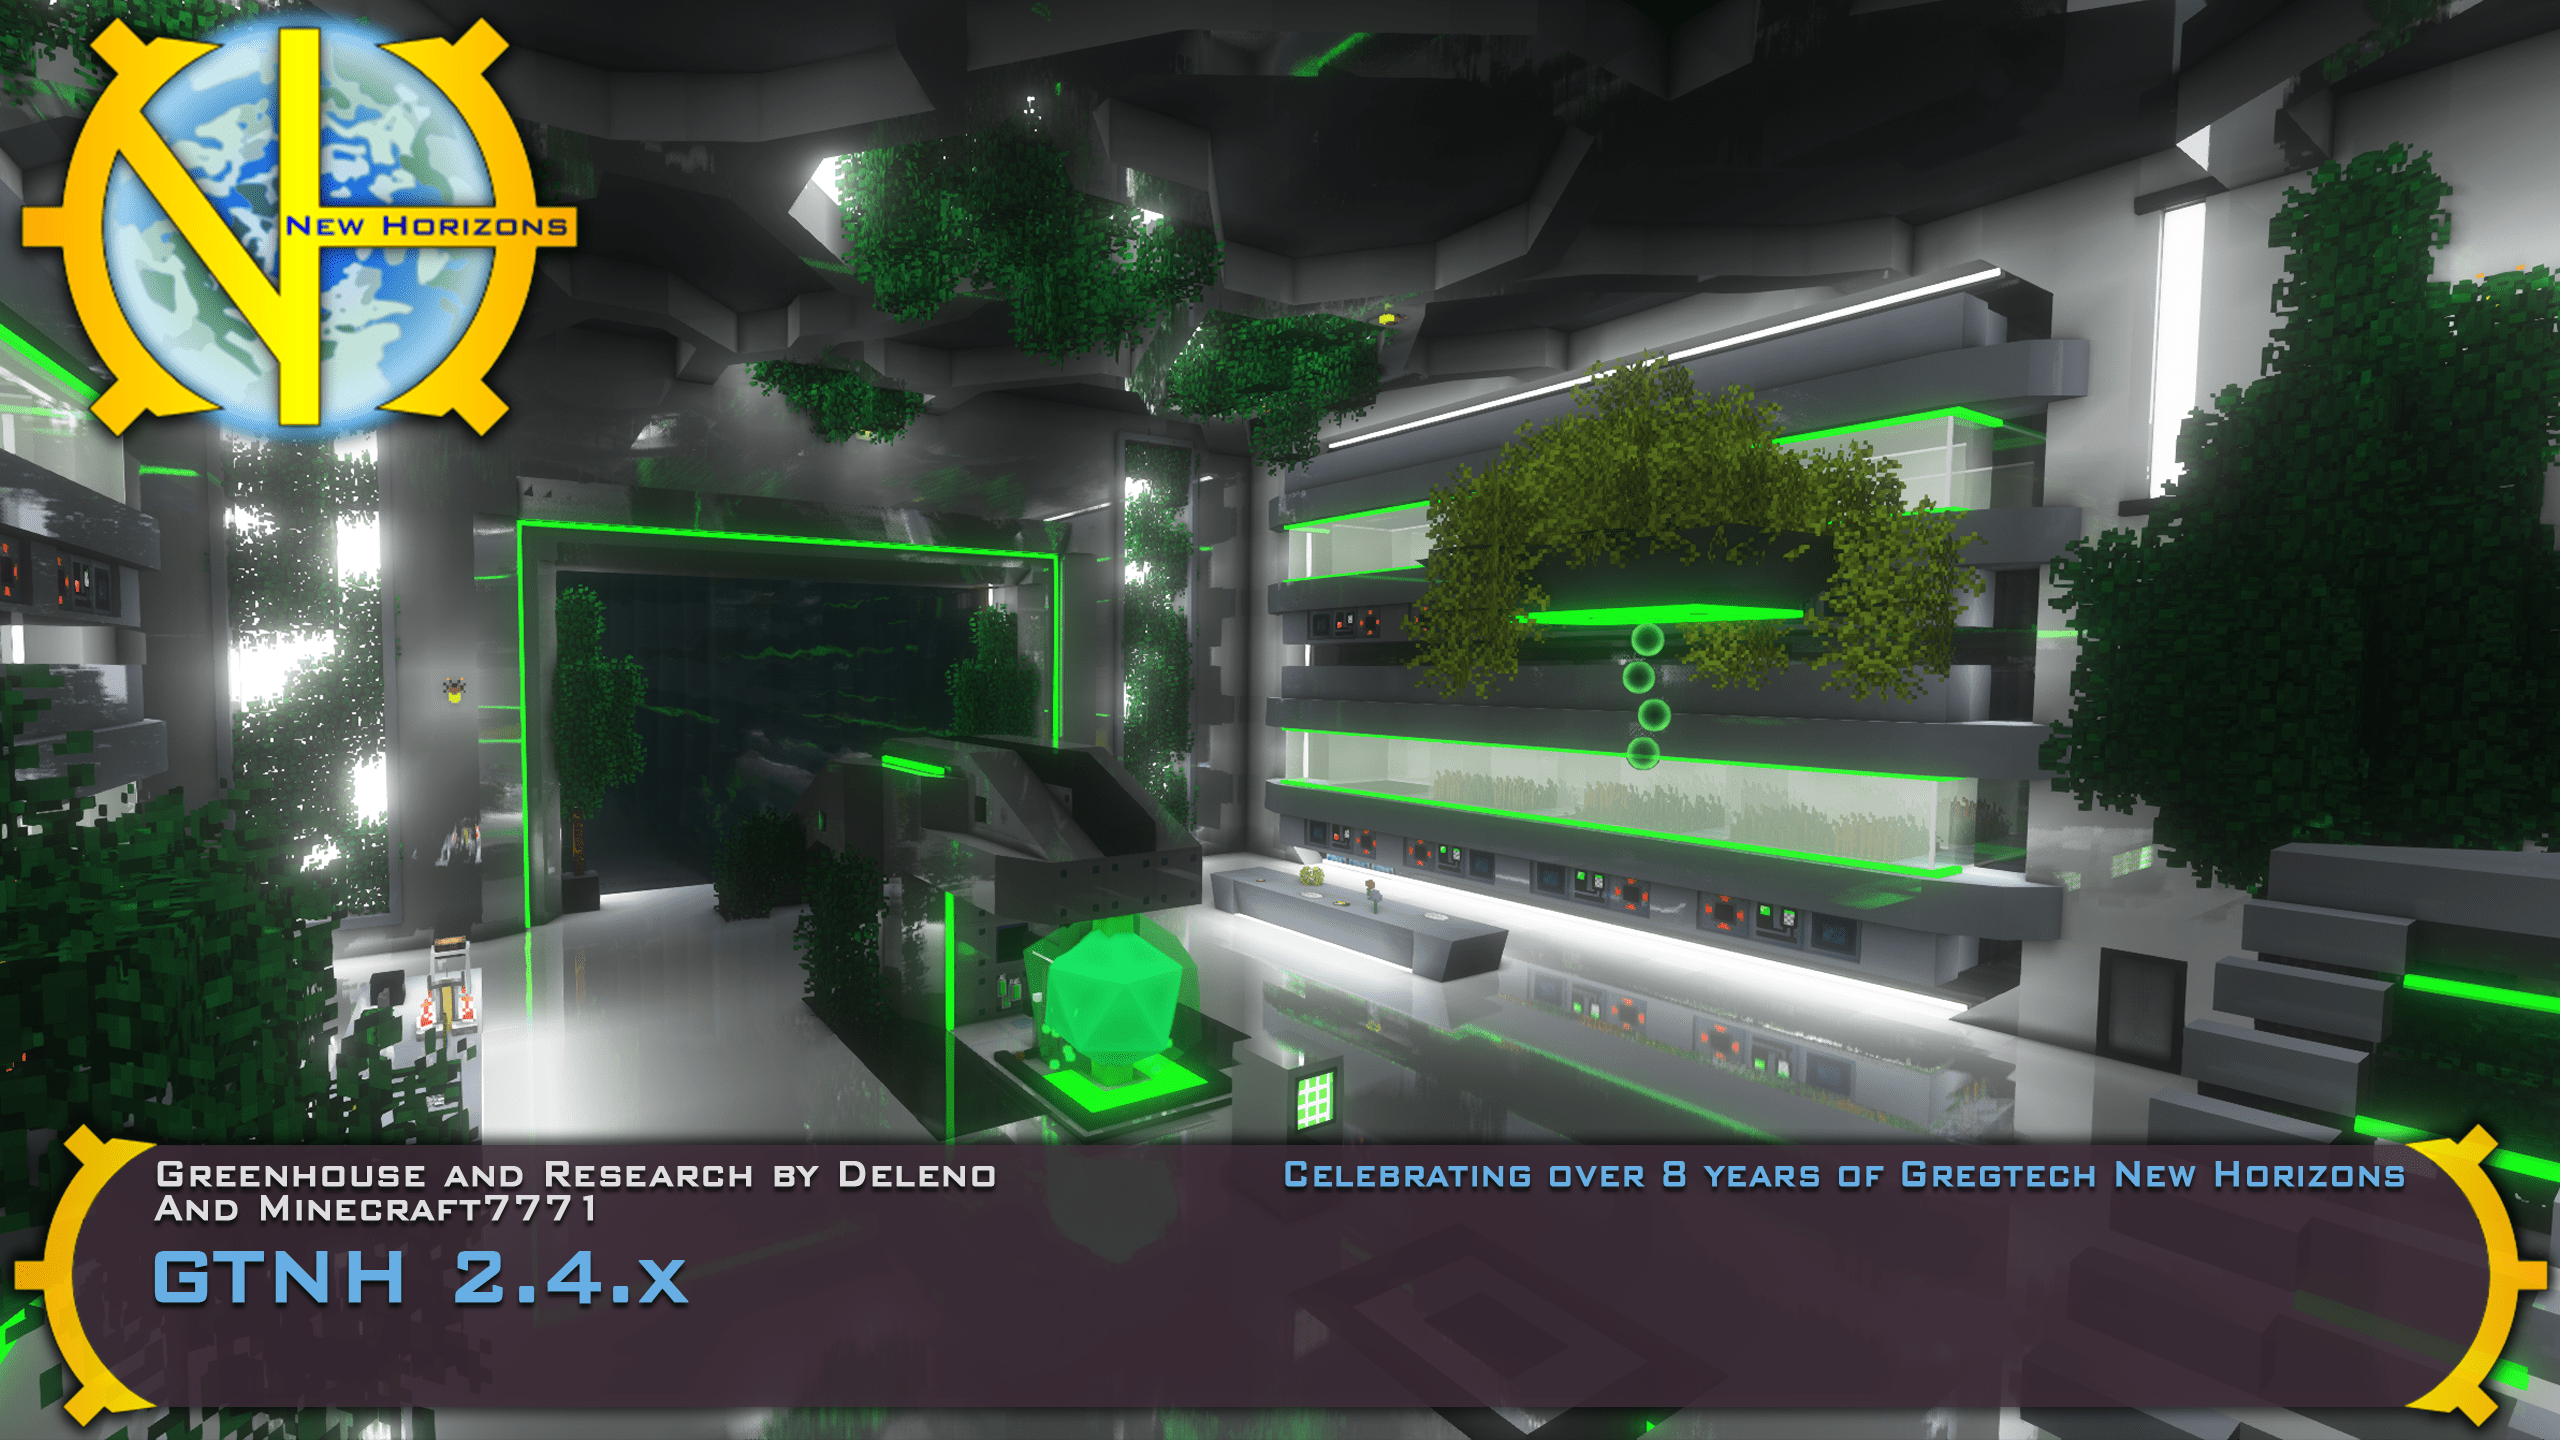 New Horizons
Greenhouse and Research by Deleno
And Minecraft7771
GTNH 2.4.x
Celebrating over 8 years of Gregtech New Horizons